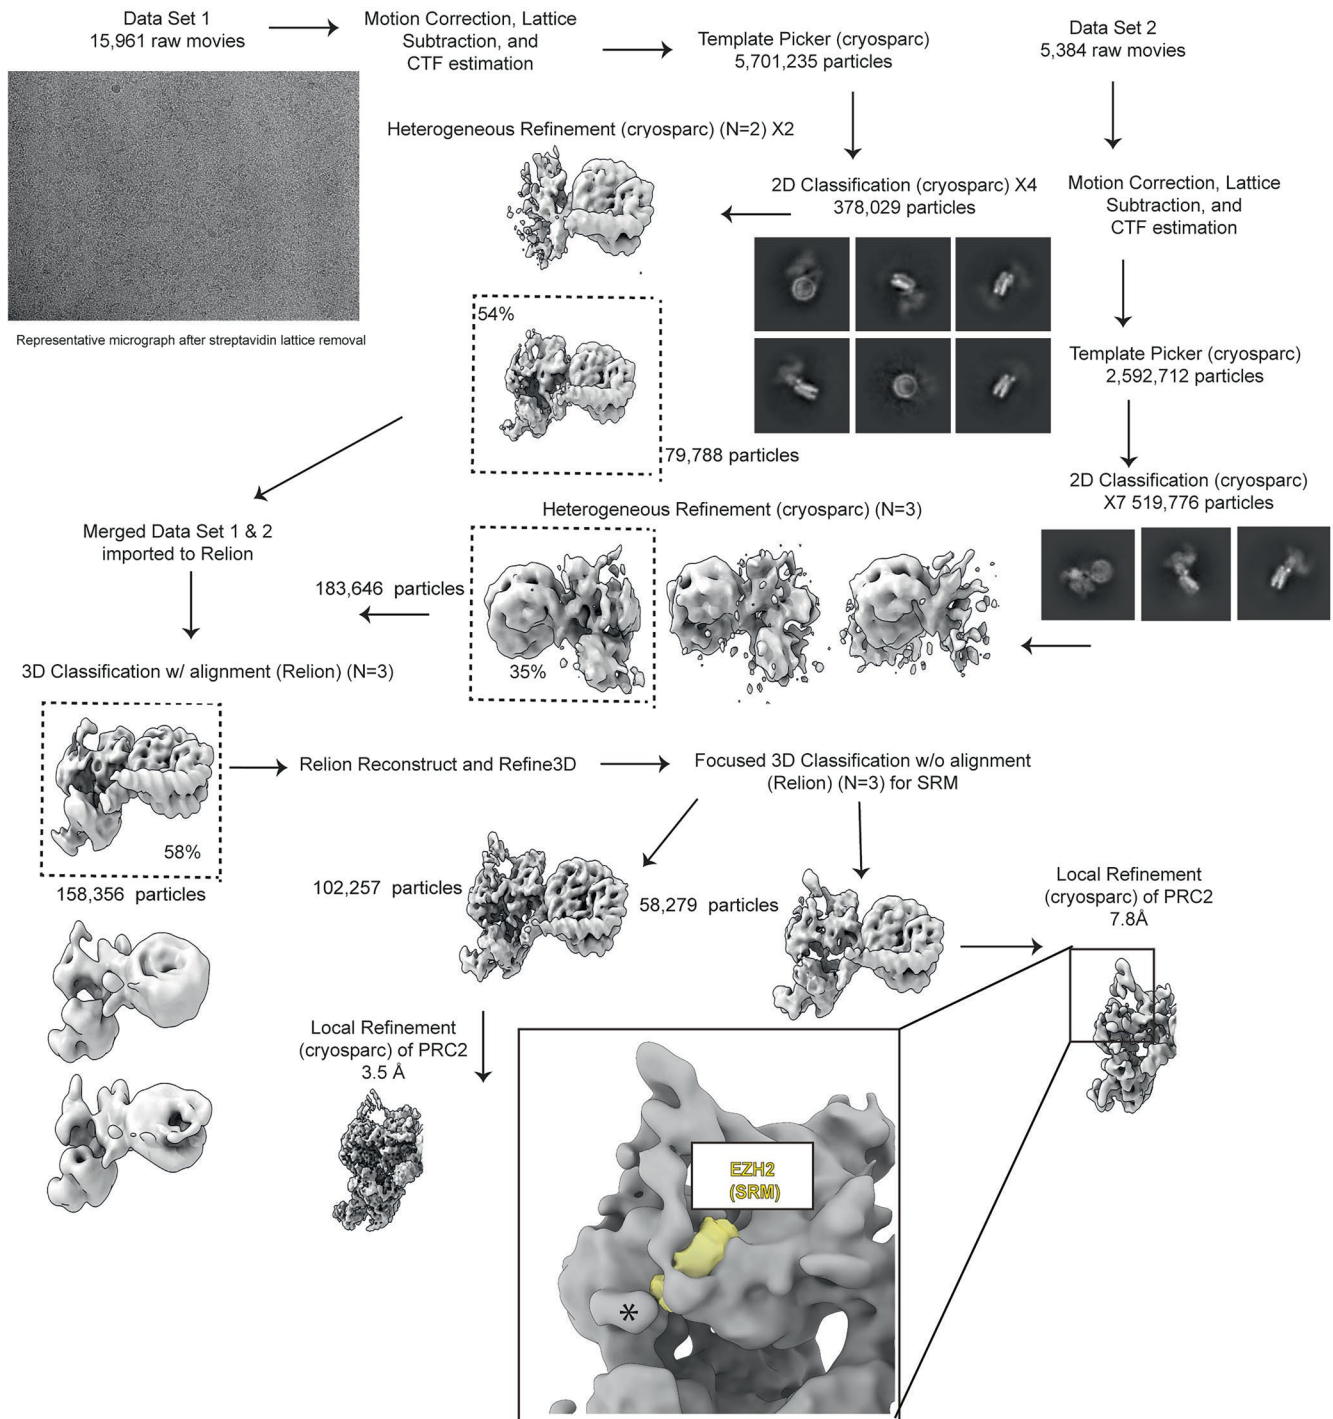 Data Set 1
15,961 raw movies
Motion Correction, Lattice
Subtraction, and
CTF estimation
Template Picker (cryosparc)
5,701,235 particles
Data Set 2
5,384 raw movies
Heterogeneous Refinement (cryosparc) (N=2) X2
2D Classification (cryosparc) X4
378,029 particles
Motion Correction, Lattice
Subtraction, and
CTF estimation
Representative micrograph after streptavidin lattice removal
54%
79,788 particles
Template Picker (cryosparc)
2,592,712 particles
2D Classification (cryosparc)
X7 519,776 particles
Heterogeneous Refinement (cryosparc) (N=3)
Merged Data Set 1 & 2
imported to Relion
183,646 particles
35%
3D Classification w/ alignment (Relion) (N=3)
58%
158,356 particles
Relion Reconstruct and Refine3D
Focused 3D Classification w/o alignment
(Relion) (N=3) for SRM
102,257 particles
58,279 particles
Local Refinement
(cryosparc) of PRC2
7.8Å
Local Refinement
(cryosparc) of PRC2
3.5 Å
EZH2
(SRM)
*